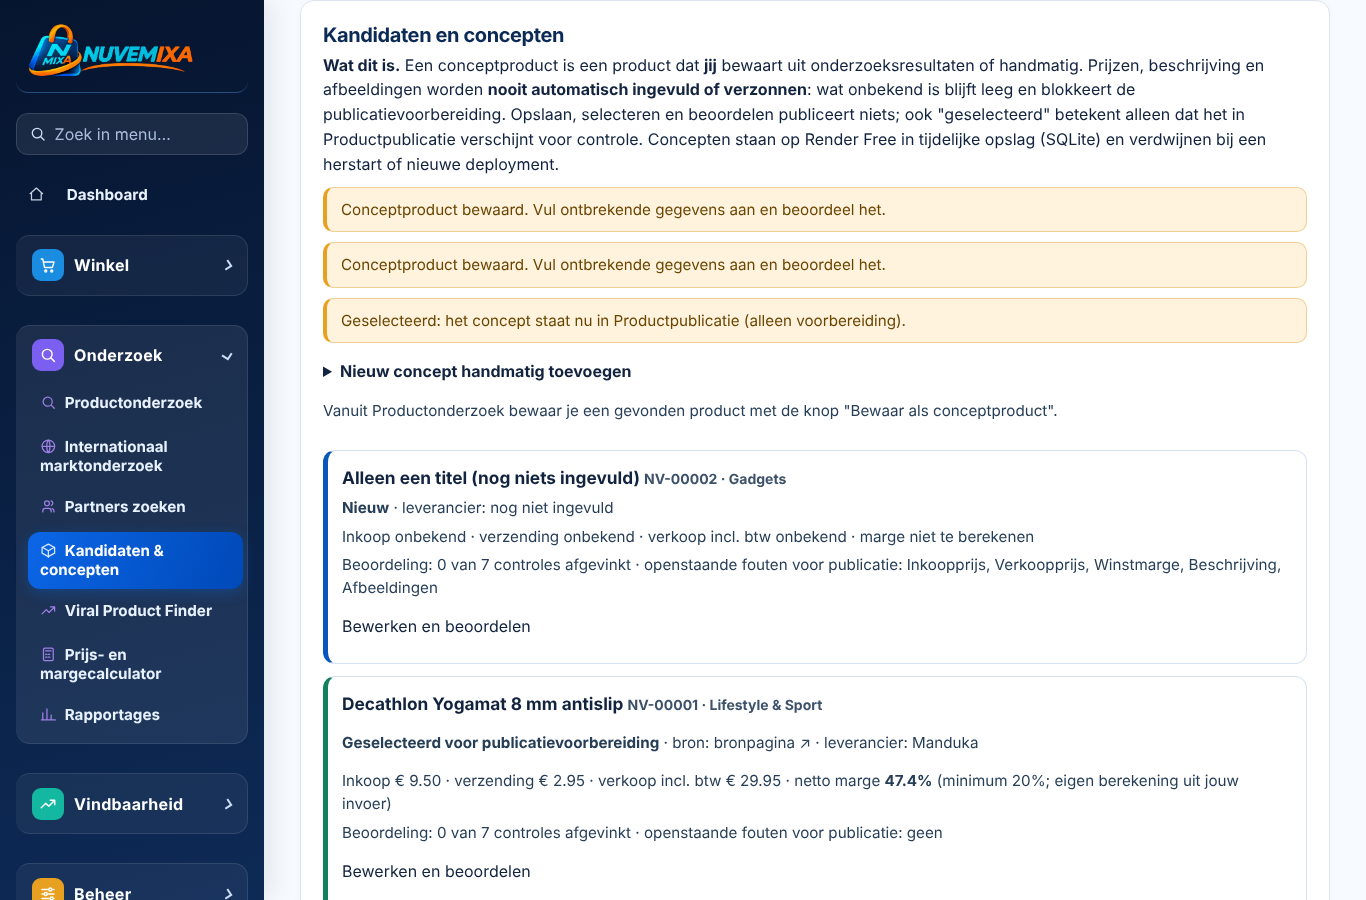 NUVEMIXA
N
MIXA
Zoek in menu...
Dashboard
Winkel
Onderzoek
Productonderzoek
Internationaal
marktonderzoek
Partners zoeken
Kandidaten &
concepten
Viral Product Finder
Prijs- en
margecalculator
Rapportages
Vindbaarheid
Beheer
Kandidaten en concepten
Wat dit is. Een conceptproduct is een product dat jij bewaart uit onderzoeksresultaten of handmatig. Prijzen, beschrijving en
afbeeldingen worden nooit automatisch ingevuld of verzonnen: wat onbekend is blijft leeg en blokkeert de
publicatievoorbereiding. Opslaan, selecteren en beoordelen publiceert niets; ook "geselecteerd" betekent alleen dat het in
Productpublicatie verschijnt voor controle. Concepten staan op Render Free in tijdelijke opslag (SQLite) en verdwijnen bij een
herstart of nieuwe deployment.
Conceptproduct bewaard. Vul ontbrekende gegevens aan en beoordeel het.
Conceptproduct bewaard. Vul ontbrekende gegevens aan en beoordeel het.
Geselecteerd: het concept staat nu in Productpublicatie (alleen voorbereiding).
Nieuw concept handmatig toevoegen
Vanuit Productonderzoek bewaar je een gevonden product met de knop "Bewaar als conceptproduct".
Alleen een titel (nog niets ingevuld) NV-00002 · Gadgets
Nieuw · leverancier: nog niet ingevuld
Inkoop onbekend · verzending onbekend · verkoop incl. btw onbekend · marge niet te berekenen
Beoordeling: 0 van 7 controles afgevinkt · openstaande fouten voor publicatie: Inkoopprijs, Verkoopprijs, Winstmarge, Beschrijving,
Afbeeldingen
Bewerken en beoordelen
Decathlon Yogamat 8 mm antislip NV-00001 · Lifestyle & Sport
Geselecteerd voor publicatievoorbereiding · bron: bronpagina ↗ · leverancier: Manduka
Inkoop € 9.50 · verzending € 2.95 · verkoop incl. btw € 29.95 · netto marge 47.4% (minimum 20%; eigen berekening uit jouw
invoer)
Beoordeling: 0 van 7 controles afgevinkt · openstaande fouten voor publicatie: geen
Bewerken en beoordelen